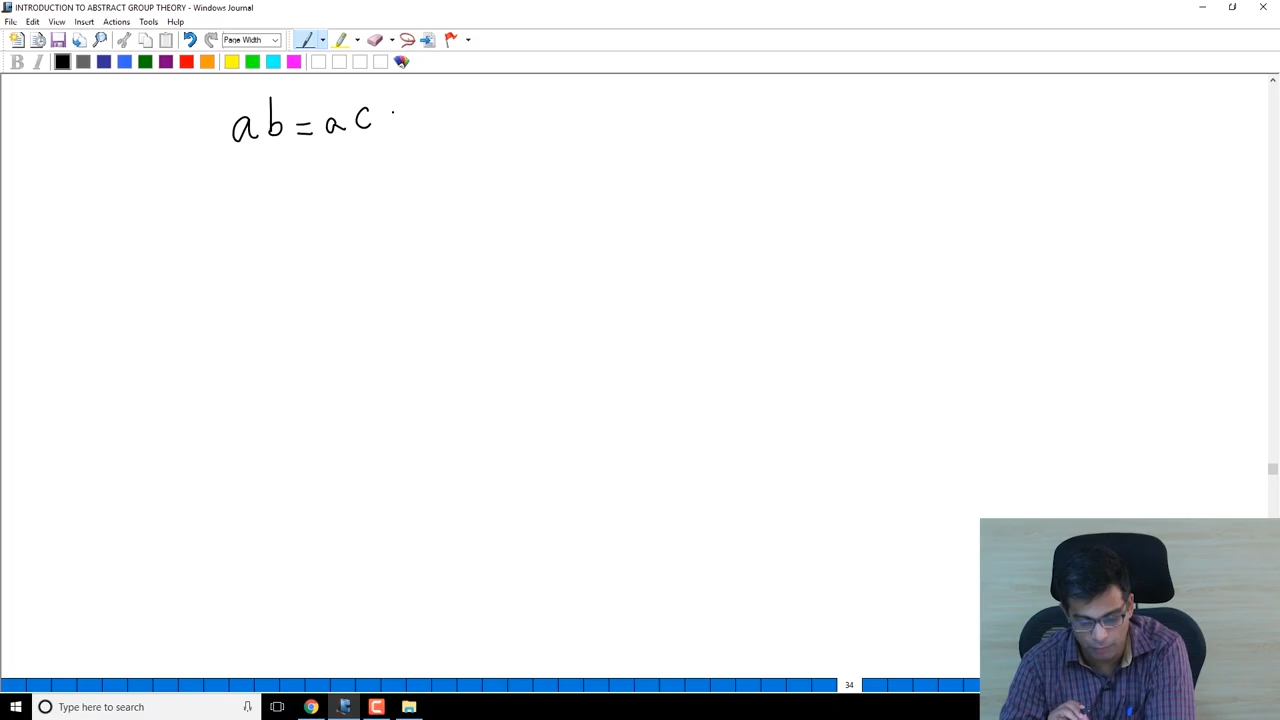 INTRODUCTION TO ABSTRACT GROUP THEORY - Windows Journal
File Edit View Insert Actions Tools Help
Page Width
B I
ab = ac
34
Type here to search